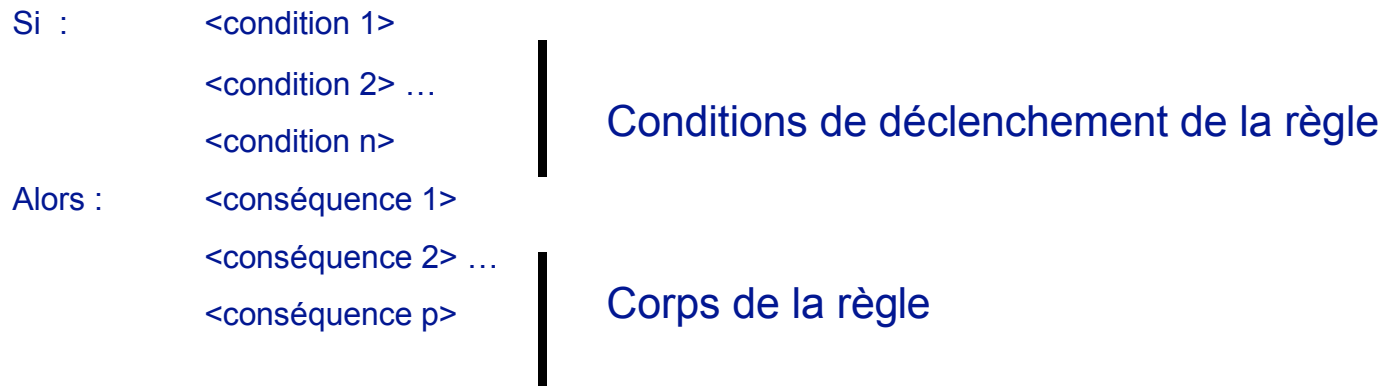 Si : <condition 1>
<condition 2> …
<condition n>
Conditions de déclenchement de la règle
Alors : <conséquence 1>
<conséquence 2> …
<conséquence p>
Corps de la règle